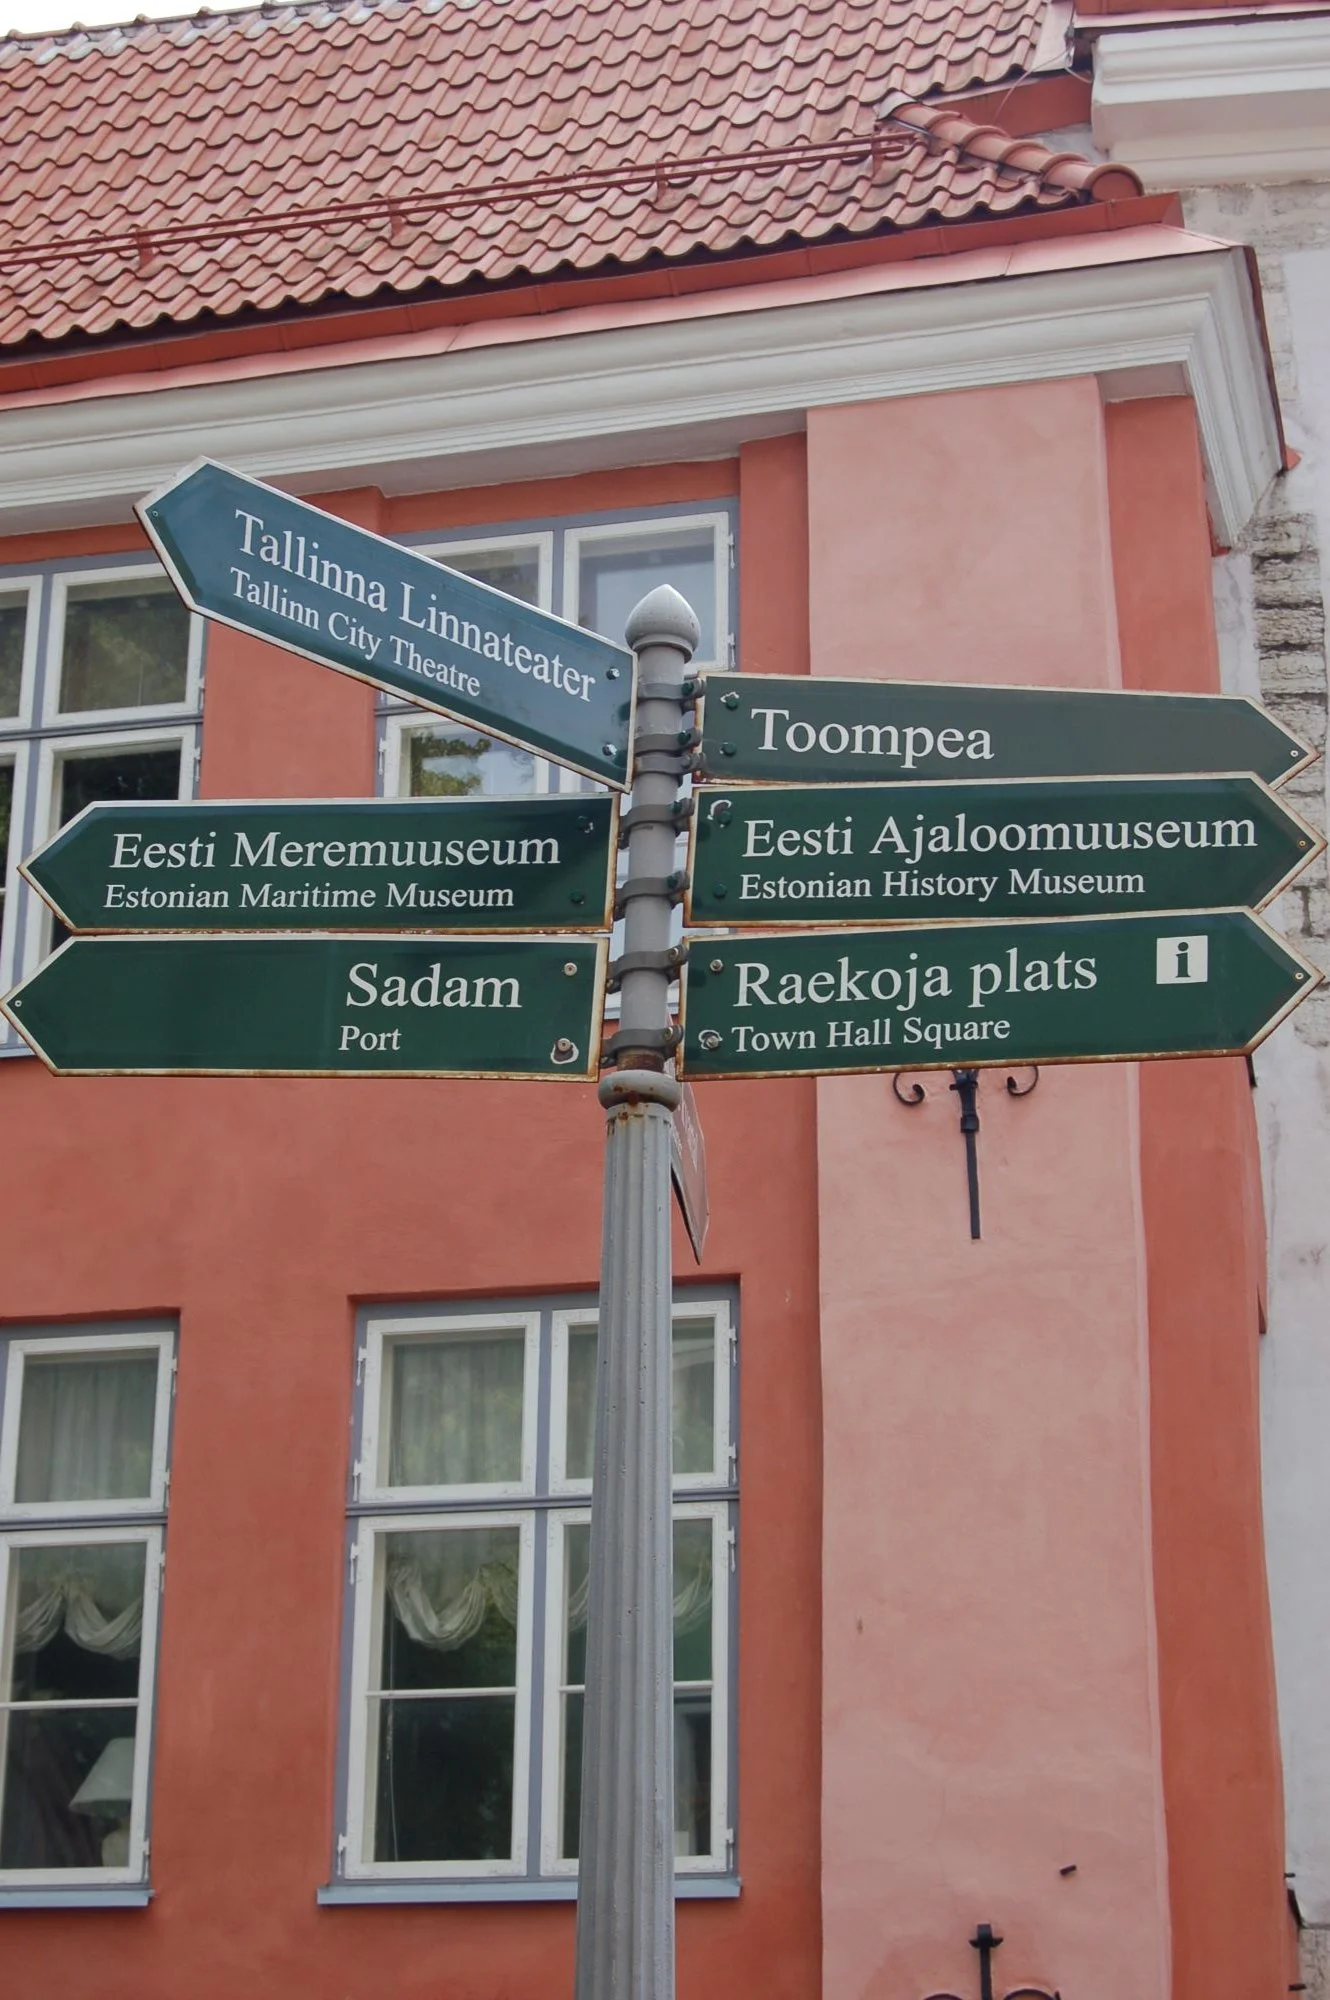 Tallinna Linnateater
Tallinn City Theatre
Toompea
Eesti Meremuuseum
Estonian Maritime Museum
Eesti Ajaloomuuseum
Estonian History Museum
Sadam
Port
Raekoja plats i
Town Hall Square